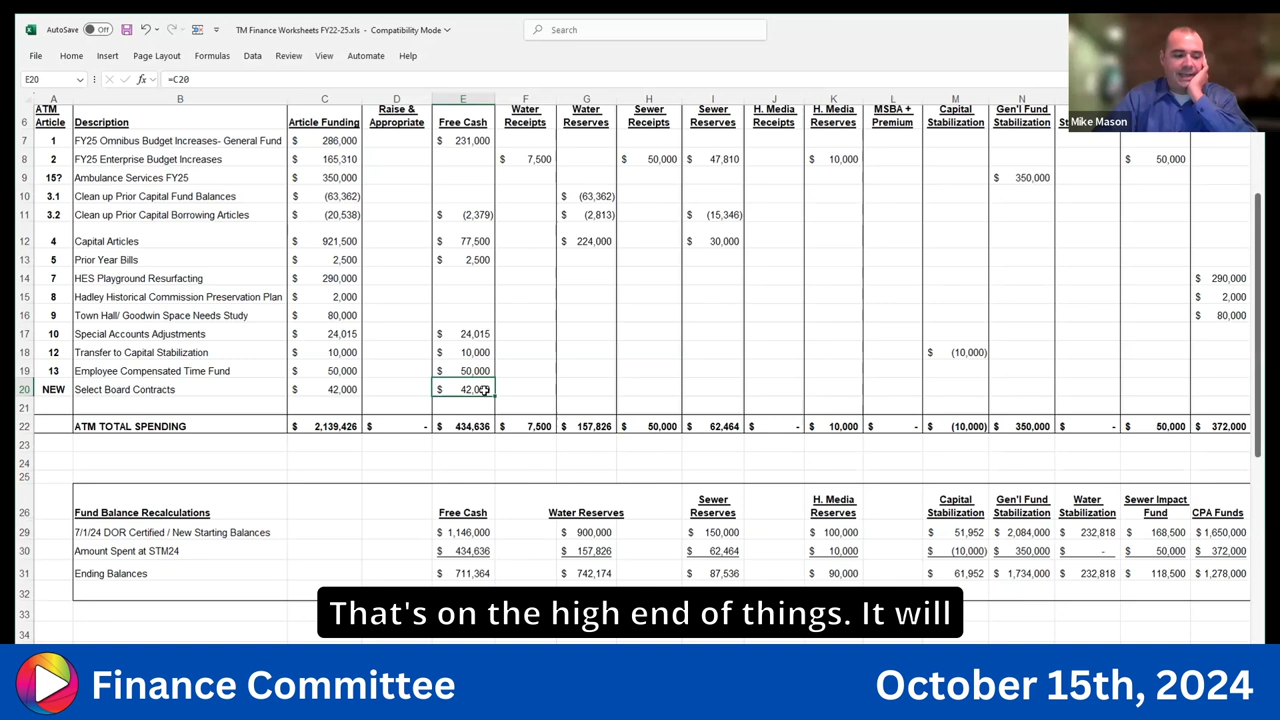 AutoSave Off TM Finance Worksheets FY22-25.xls - Compatibility Mode Search
File Home Insert Page Layout Formulas Data Review View Automate Help
E20 fx =C20
A B C D E F G H I J K L M N
ATM Raise & Water Water Sewer Sewer H. Media H. Media MSBA + Capital Gen'l Fund
6 Article Description Article Funding Appropriate Free Cash Receipts Reserves Receipts Reserves Receipts Reserves Premium Stabilization Stabilization
7 1 FY25 Omnibus Budget Increases- General Fund $ 286,000 $ 231,000
8 2 FY25 Enterprise Budget Increases $ 165,310 $ 7,500 $ 50,000 $ 47,810 $ 10,000 $ 50,000
9 15? Ambulance Services FY25 $ 350,000 $ 350,000
10 3.1 Clean up Prior Capital Fund Balances $ (63,362) $ (63,362)
11 3.2 Clean up Prior Capital Borrowing Articles $ (20,538) $ (2,379) $ (2,813) $ (15,346)
12 4 Capital Articles $ 921,500 $ 77,500 $ 224,000 $ 30,000
13 5 Prior Year Bills $ 2,500 $ 2,500
14 7 HES Playground Resurfacting $ 290,000 $ 290,000
15 8 Hadley Historical Commission Preservation Plan $ 2,000 $ 2,000
16 9 Town Hall/ Goodwin Space Needs Study $ 80,000 $ 80,000
17 10 Special Accounts Adjustments $ 24,015 $ 24,015
18 12 Transfer to Capital Stabilization $ 10,000 $ 10,000 $ (10,000)
19 13 Employee Compensated Time Fund $ 50,000 $ 50,000
20 NEW Select Board Contracts $ 42,000 $
21
22 ATM TOTAL SPENDING $ 2,139,426 $ - $ 434,636 $ 7,500 $ 157,826 $ 50,000 $ 62,464 $ - $ 10,000 $ - $ (10,000) $ 350,000 $ - $ 50,000 $ 372,000
23
24
25
Sewer H. Media Capital Gen'l Fund Water Sewer Impact
26 Fund Balance Recalculations Free Cash Water Reserves Reserves Reserves Stabilization Stabilization Stabilization Fund CPA Funds
29 7/1/24 DOR Certified / New Starting Balances $ 1,146,000 $ 900,000 $ 150,000 $ 100,000 $ 51,952 $ 2,084,000 $ 232,818 $ 168,500 $ 1,650,000
30 Amount Spent at STM24 $ 434,636 $ 157,826 $ 62,464 $ 10,000 $ (10,000) $ 350,000 $ - $ 50,000 $ 372,000
31 Ending Balances $ 711,364 $ 742,174 $ 87,536 $ 90,000 $ 61,952 $ 1,734,000 $ 232,818 $ 118,500 $ 1,278,000
32
33
34
Mike Mason
That's on the high end of things. It will
Finance Committee October 15th, 2024